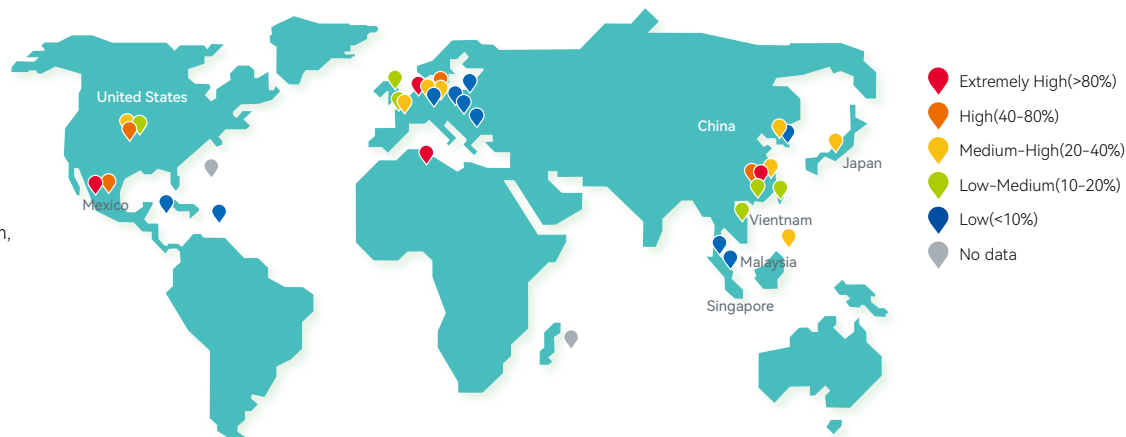 United States
Mexico
n,
China
Japan
Vientnam
Malaysia
Singapore
Extremely High(>80%)
High(40-80%)
Medium-High(20-40%)
Low-Medium(10-20%)
Low(<10%)
No data